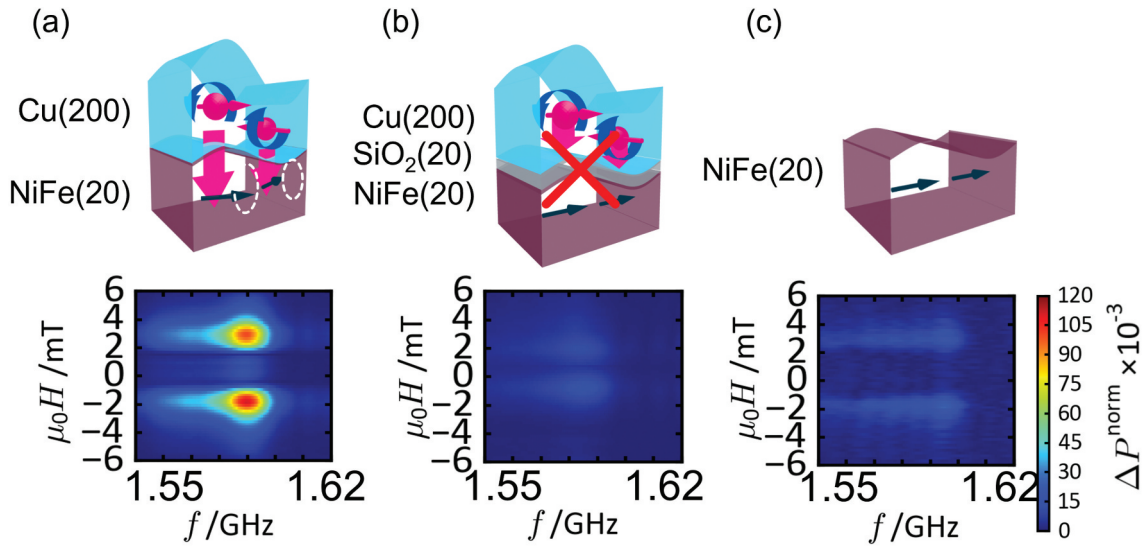 (a)
Cu(200)
NiFe(20)
(b)
Cu(200)
SiO₂(20)
NiFe(20)
(c)
NiFe(20)
6
4
2
0
−2
−4
−6
μ₀H /mT
1.55 1.62
f /GHz
6
4
2
0
−2
−4
−6
μ₀H /mT
1.55 1.62
f /GHz
6
4
2
0
−2
−4
−6
μ₀H /mT
1.55 1.62
f /GHz
120
105
90
75
60
45
30
15
0
ΔP^norm ×10⁻³